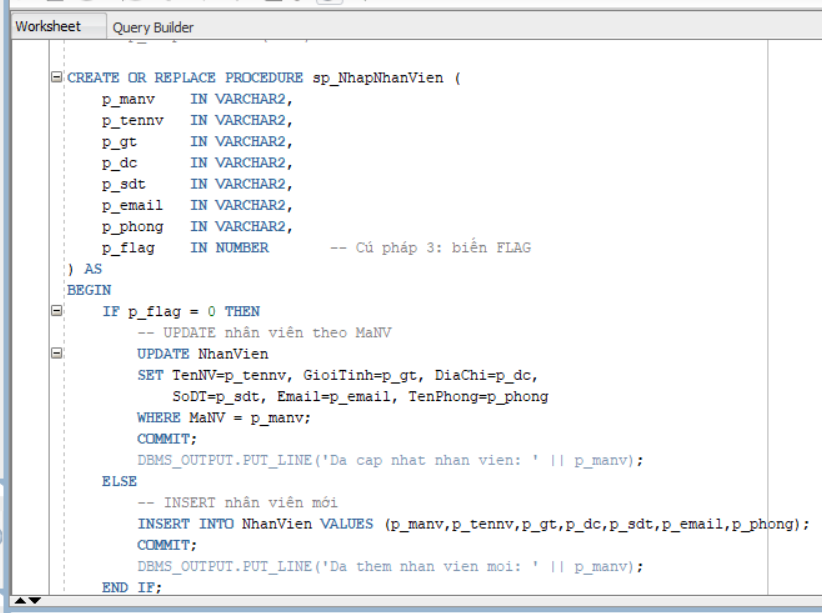 Worksheet Query Builder
CREATE OR REPLACE PROCEDURE sp_NhapNhanVien (
p_manv IN VARCHAR2,
p_tennv IN VARCHAR2,
p_gt IN VARCHAR2,
p_dc IN VARCHAR2,
p_sdt IN VARCHAR2,
p_email IN VARCHAR2,
p_phong IN VARCHAR2,
p_flag IN NUMBER -- Cú pháp 3: biến FLAG
) AS
BEGIN
IF p_flag = 0 THEN
-- UPDATE nhân viên theo MaNV
UPDATE NhanVien
SET TenNV=p_tennv, GioiTinh=p_gt, DiaChi=p_dc,
SoDT=p_sdt, Email=p_email, TenPhong=p_phong
WHERE MaNV = p_manv;
COMMIT;
DBMS_OUTPUT.PUT_LINE('Da cap nhat nhan vien: ' || p_manv);
ELSE
-- INSERT nhân viên mới
INSERT INTO NhanVien VALUES (p_manv,p_tennv,p_gt,p_dc,p_sdt,p_email,p_phong);
COMMIT;
DBMS_OUTPUT.PUT_LINE('Da them nhan vien moi: ' || p_manv);
END IF;